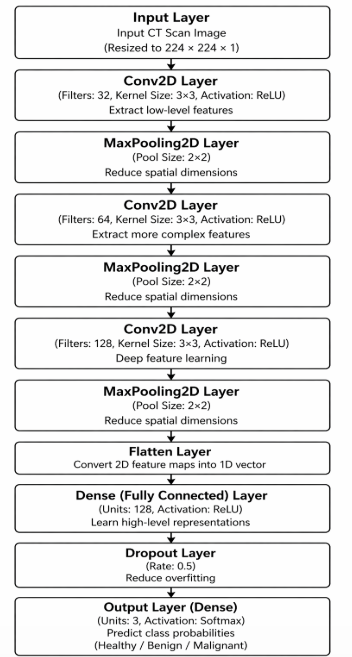 Input Layer
Input CT Scan Image
(Resized to 224 × 224 × 1)
Conv2D Layer
(Filters: 32, Kernel Size: 3×3, Activation: ReLU)
Extract low-level features
MaxPooling2D Layer
(Pool Size: 2×2)
Reduce spatial dimensions
Conv2D Layer
(Filters: 64, Kernel Size: 3×3, Activation: ReLU)
Extract more complex features
MaxPooling2D Layer
(Pool Size: 2×2)
Reduce spatial dimensions
Conv2D Layer
(Filters: 128, Kernel Size: 3×3, Activation: ReLU)
Deep feature learning
MaxPooling2D Layer
(Pool Size: 2×2)
Reduce spatial dimensions
Flatten Layer
Convert 2D feature maps into 1D vector
Dense (Fully Connected) Layer
(Units: 128, Activation: ReLU)
Learn high-level representations
Dropout Layer
(Rate: 0.5)
Reduce overfitting
Output Layer (Dense)
(Units: 3, Activation: Softmax)
Predict class probabilities
(Healthy / Benign / Malignant)